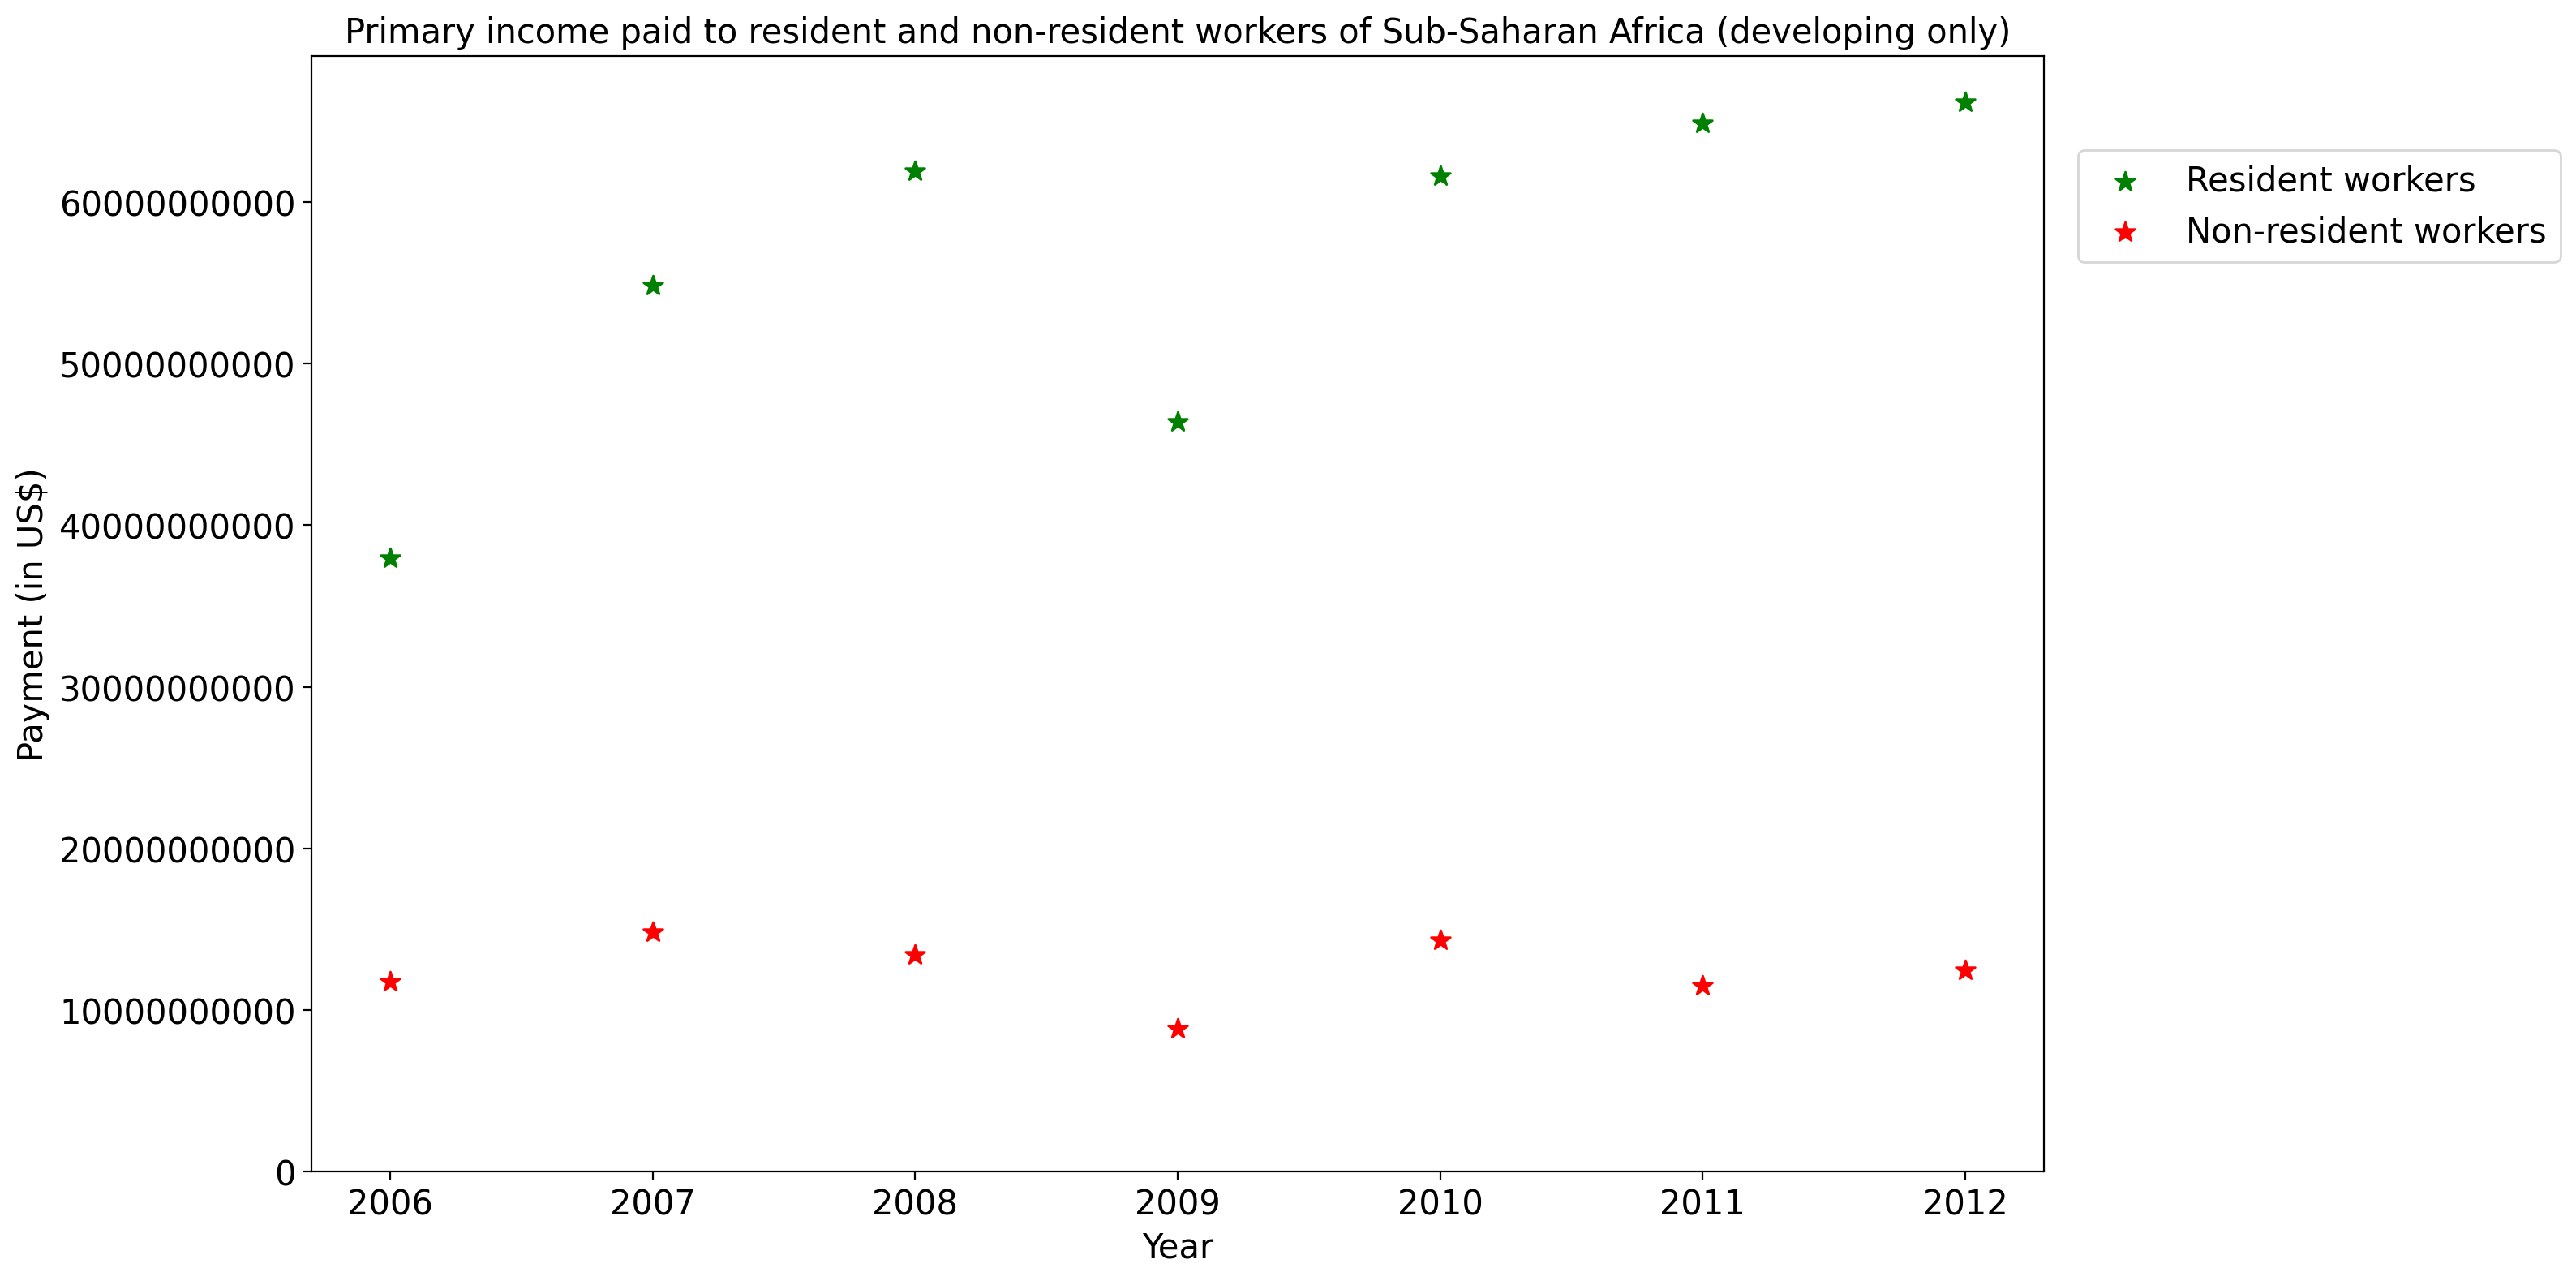 Primary income paid to resident and non-resident workers of Sub-Saharan Africa (developing only)
Payment (in US$)
60000000000
50000000000
40000000000
30000000000
20000000000
10000000000
0
2006 2007 2008 2009 2010 2011 2012
Year
Resident workers
Non-resident workers